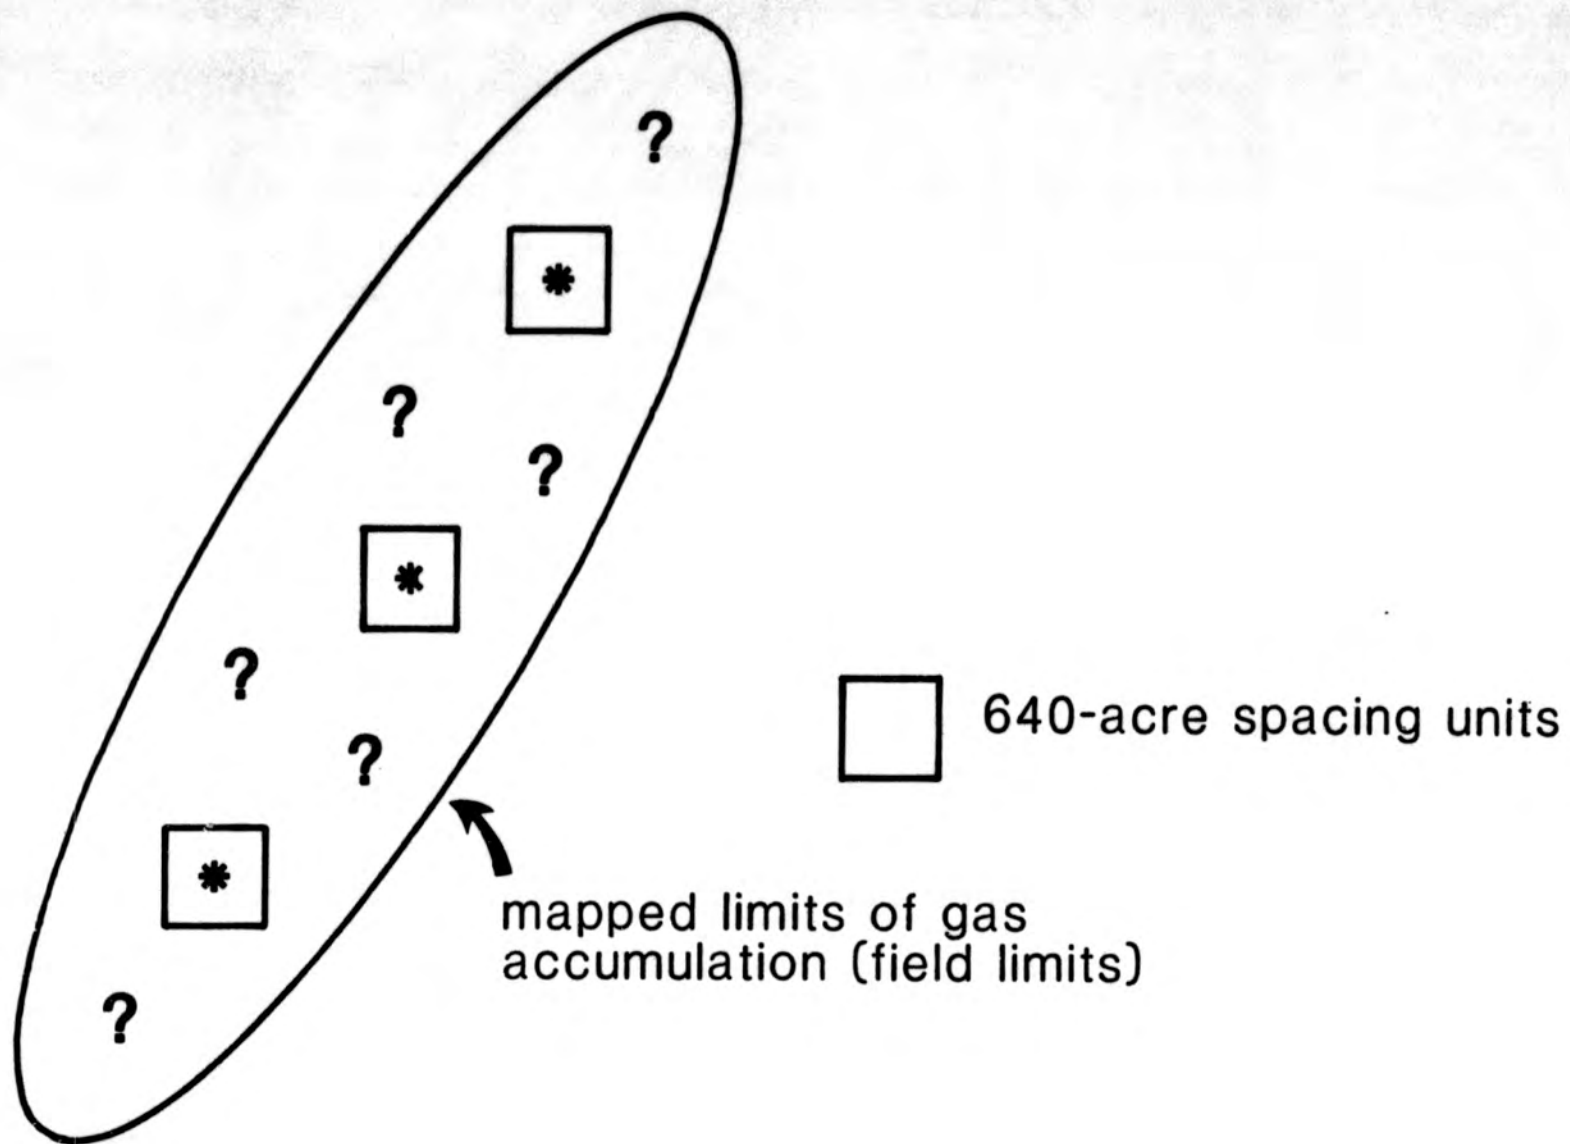 ?
?
?
?
?
640-acre spacing units
mapped limits of gas
accumulation (field limits)
?